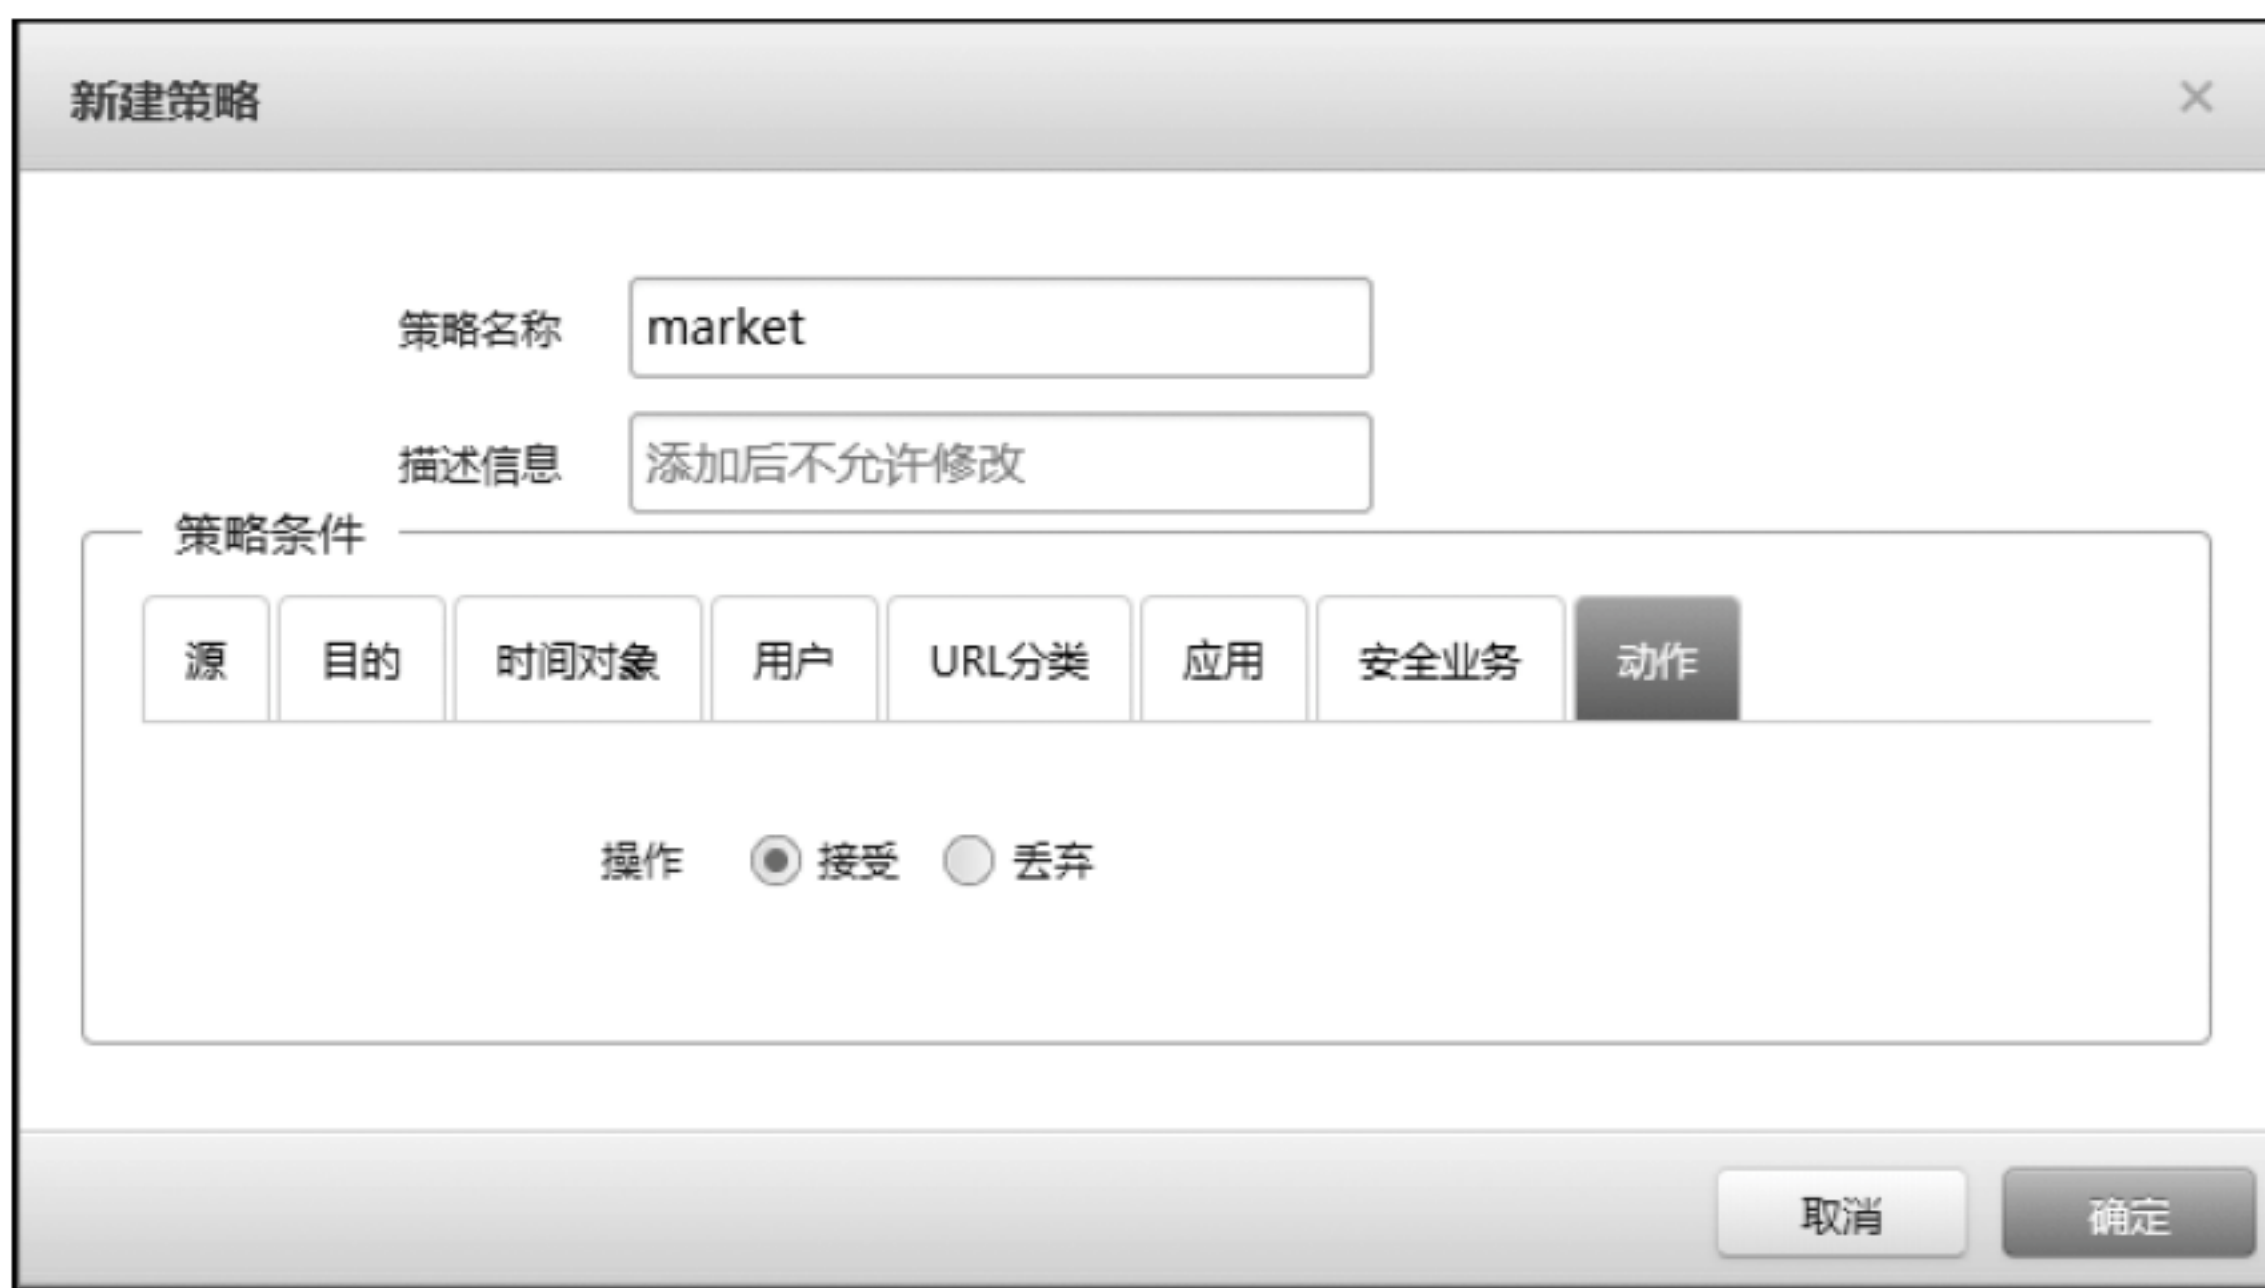 新建策略
策略名称 market
描述信息 添加后不允许修改
策略条件
源 目的 时间对象 用户 URL分类 应用 安全业务 动作
操作 接受 丢弃
取消 确定